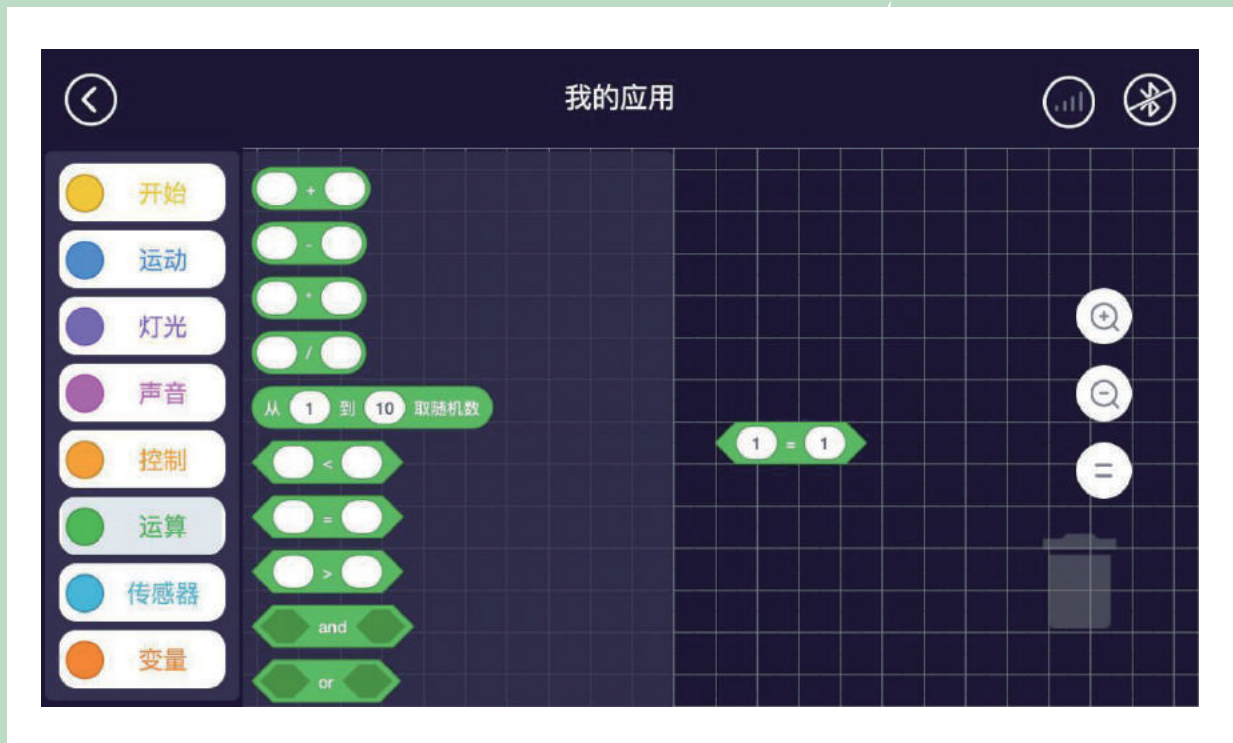 我的应用
开始
运动
灯光
声音
控制
运算
传感器
变量
+
-
*
/
从 1 到 10 取随机数
<
=
>
and
or
1 = 1